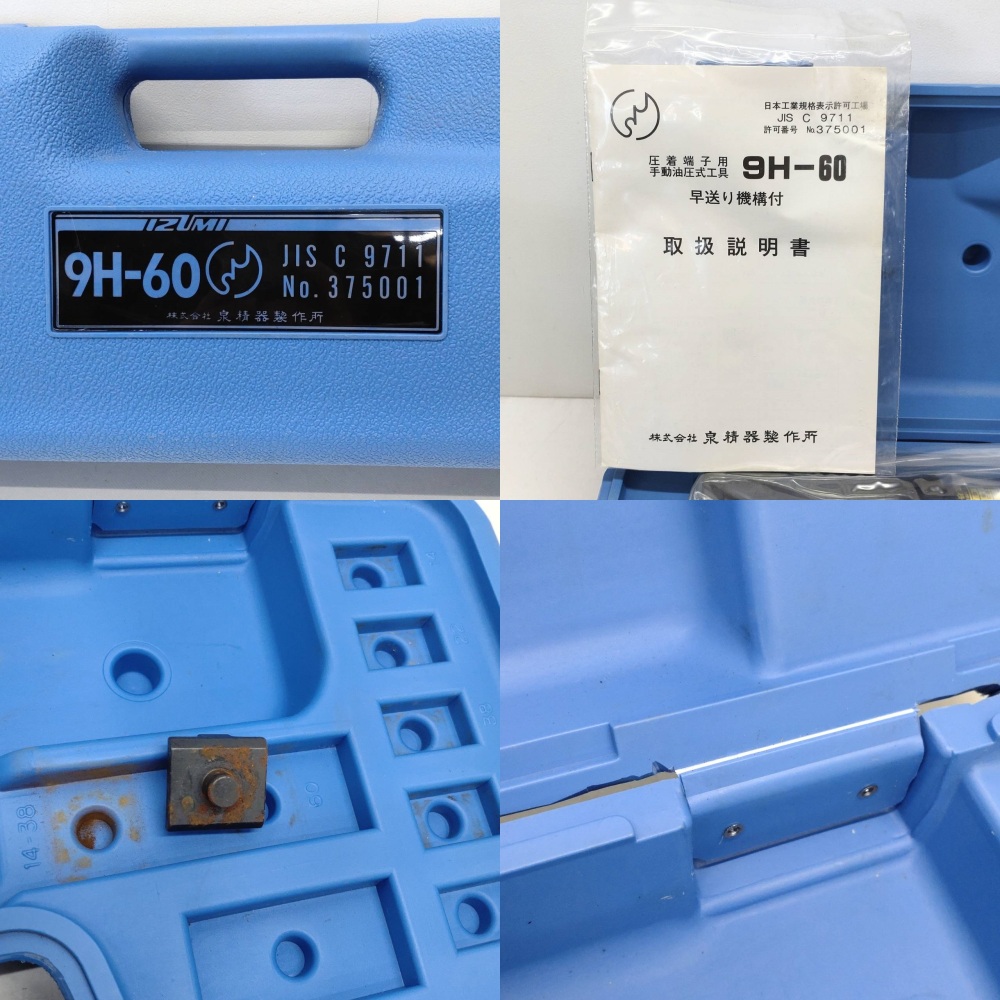 IZUMI
9H-60
JIS C 9711
No. 375001
株式会社 泉精器製作所
日本工業規格表示許可工場
JIS C 9711
許可番号 No.375001
圧着端子用
手動油圧式工具 9H-60
早送り機構付
取扱説明書
株式会社 泉精器製作所
14 38
60